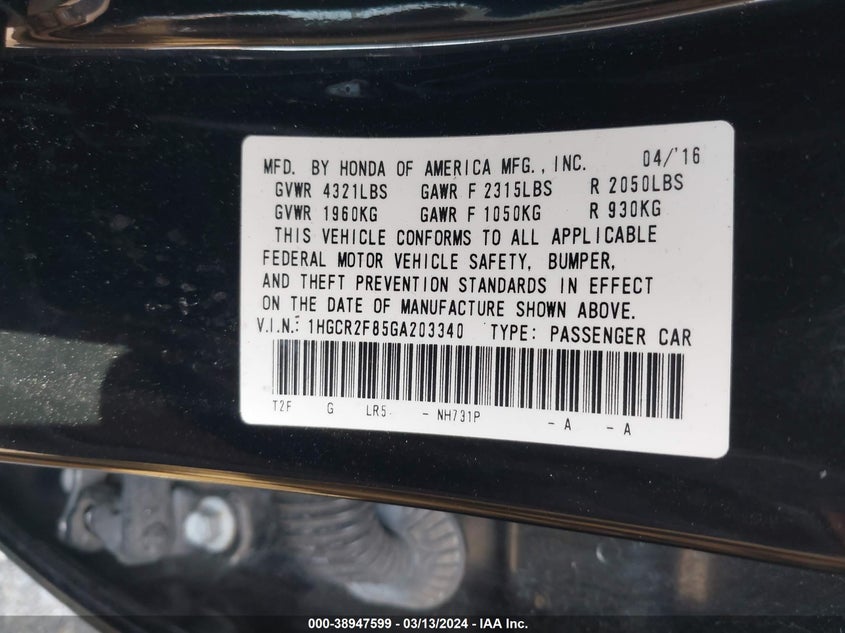 MFD. BY HONDA OF AMERICA MFG., INC. 04/'16
GVWR 4321LBS GAWR F 2315LBS R 2050LBS
GVWR 1960KG GAWR F 1050KG R 930KG
THIS VEHICLE CONFORMS TO ALL APPLICABLE
FEDERAL MOTOR VEHICLE SAFETY, BUMPER,
AND THEFT PREVENTION STANDARDS IN EFFECT
ON THE DATE OF MANUFACTURE SHOWN ABOVE.
V.I.N.: 1HGCR2F85GA203340 TYPE: PASSENGER CAR
T2F G LR5 - NH731P - A - A
000-38947599 - 03/13/2024 - IAA Inc.